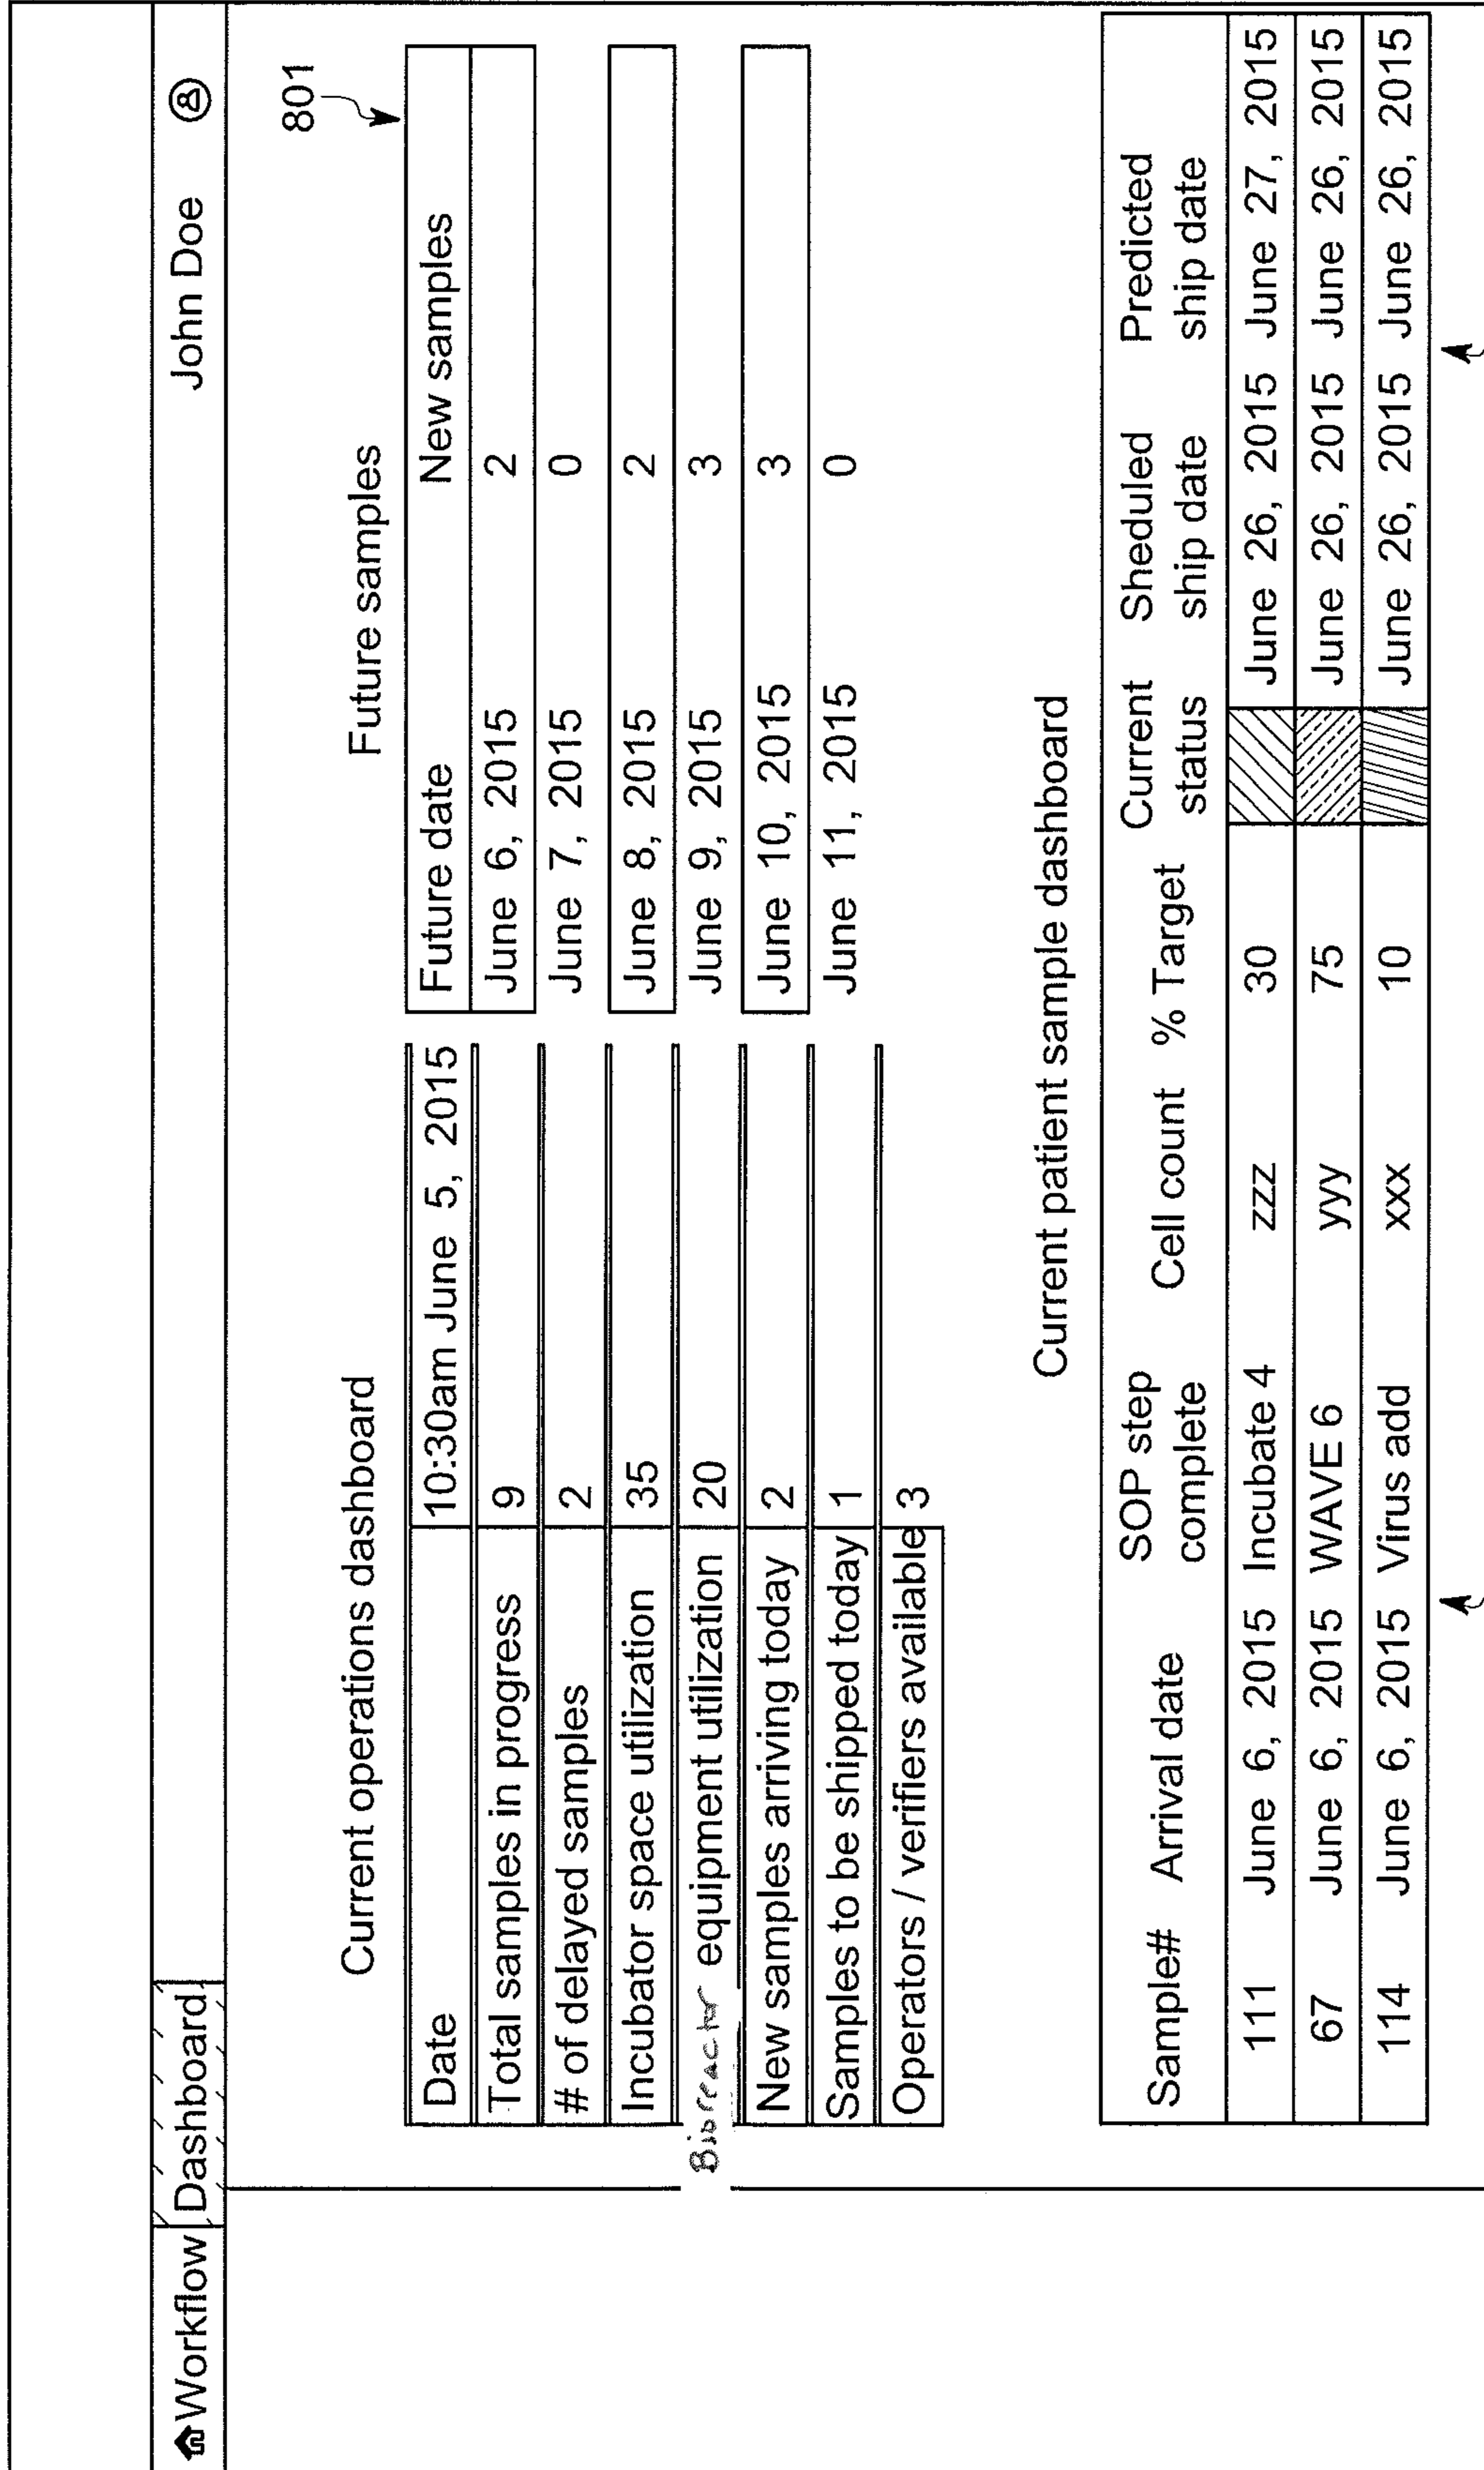 Workflow Dashboard John Doe
801
Current operations dashboard
Date 10:30am June 5, 2015
Total samples in progress 9
# of delayed samples 2
Incubator space utilization 35
Bioreactor equipment utilization 20
New samples arriving today 2
Samples to be shipped today 1
Operators / verifiers available 3
Future samples
Future date New samples
June 6, 2015 2
June 7, 2015 0
June 8, 2015 2
June 9, 2015 3
June 10, 2015 3
June 11, 2015 0
Current patient sample dashboard
Sample# Arrival date SOP step complete Cell count % Target Current status Sheduled ship date Predicted ship date
111 June 6, 2015 Incubate 4 zzz 30 June 26, 2015 June 27, 2015
67 June 6, 2015 WAVE 6 yyy 75 June 26, 2015 June 26, 2015
114 June 6, 2015 Virus add xxx 10 June 26, 2015 June 26, 2015